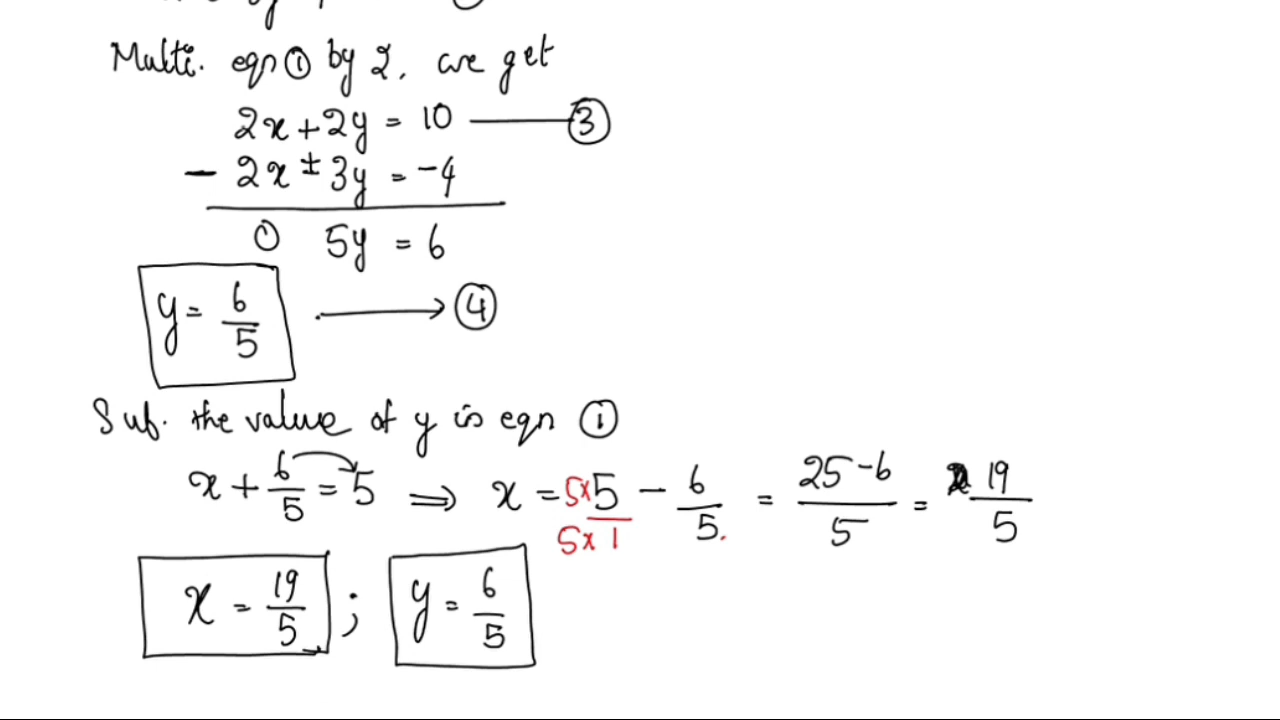 Multi. eqn ① by 2, we get
2x + 2y = 10 —— ③
- 2x ± 3y = -4
0 5y = 6
y = 6/5 . ⟶ ④
Sub. the value of y in eqn ①
x + 6/5 = 5 ⟹ x = 5×5/5×1 - 6/5. = 25-6/5 = 19/5
x = 19/5 ; y = 6/5